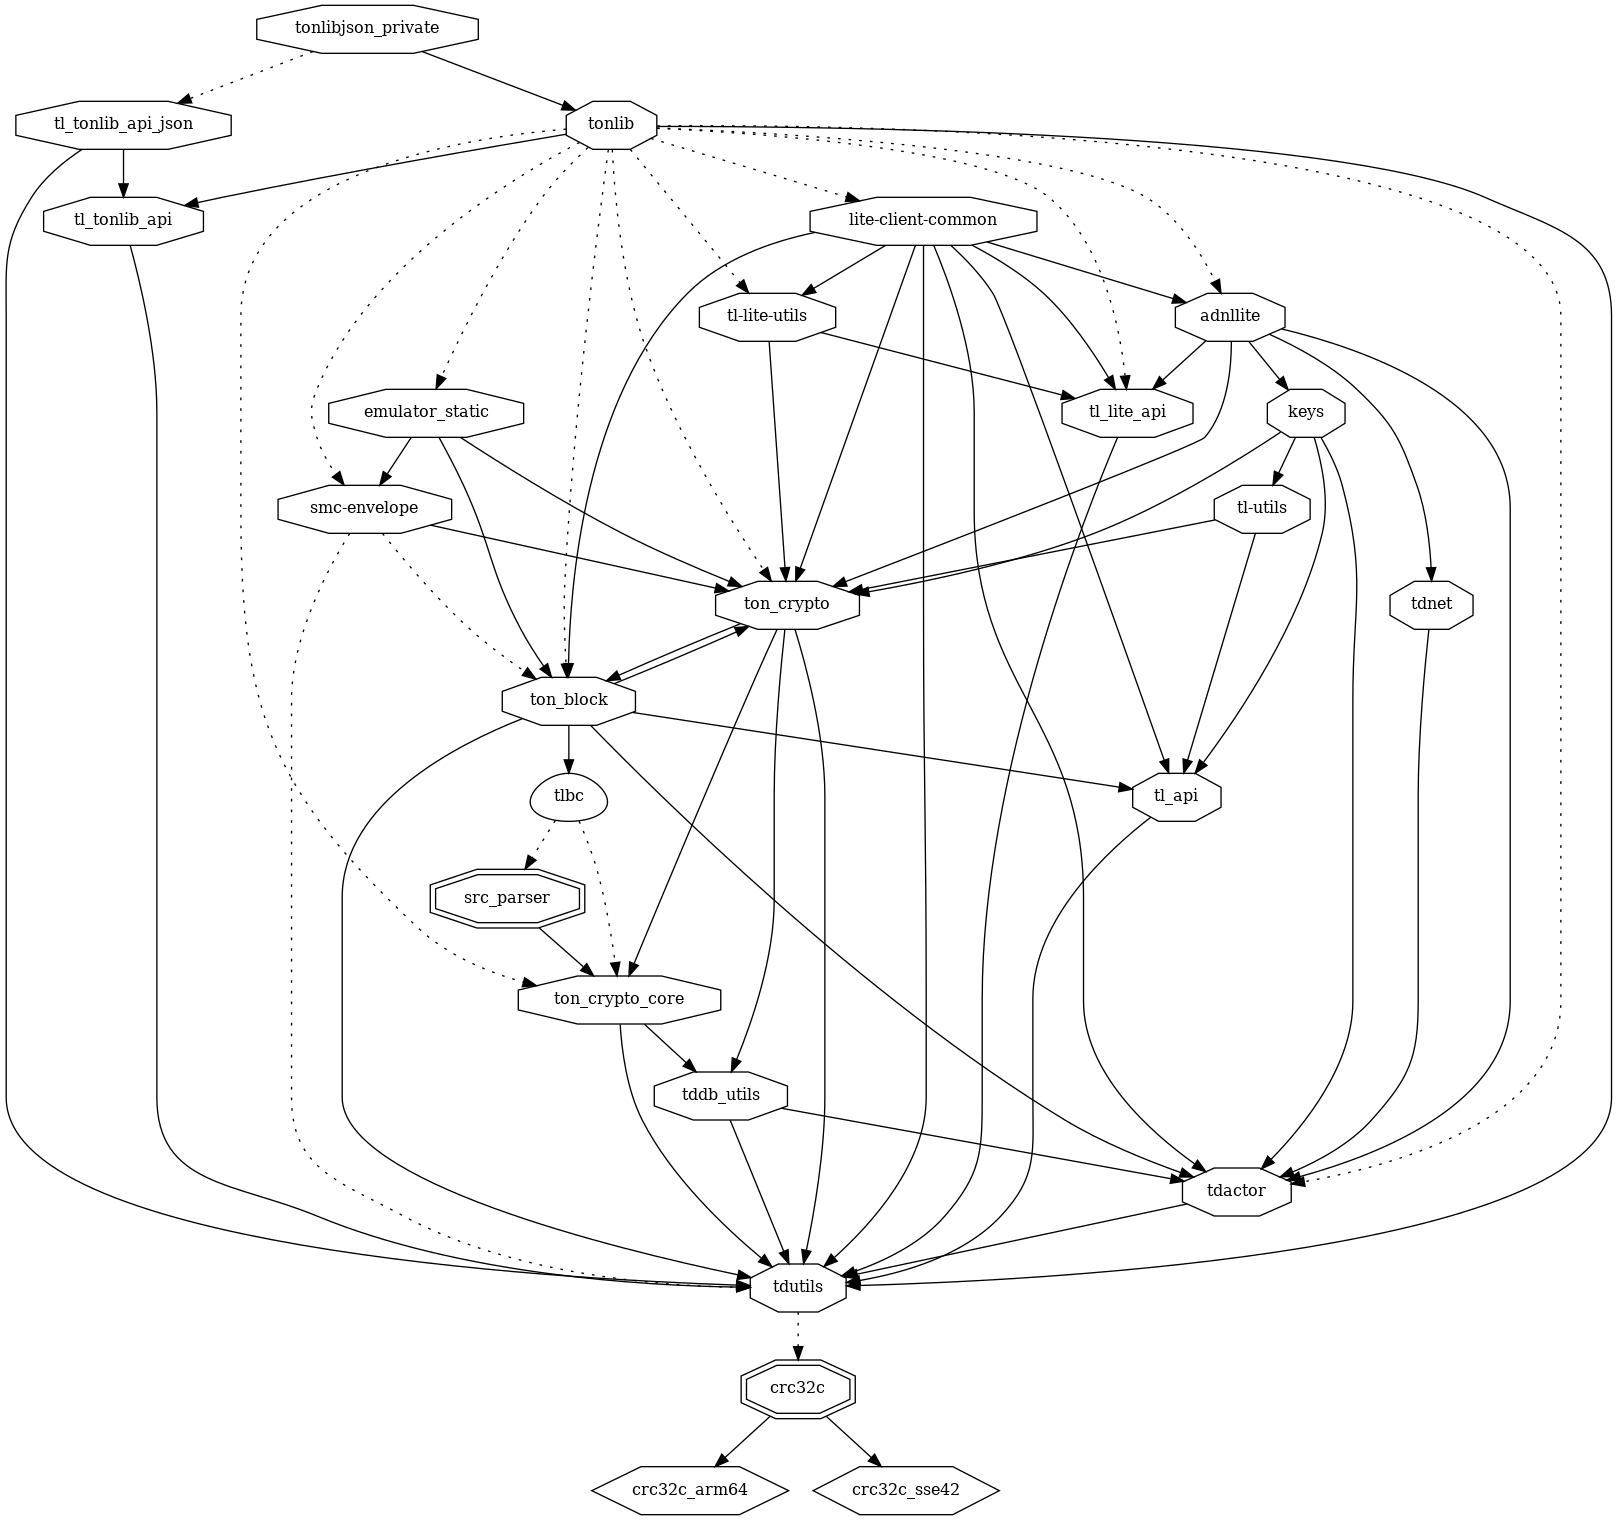 tonlibjson_private
tl_tonlib_api_json
tonlib
tl_tonlib_api
lite-client-common
tl-lite-utils
adnllite
emulator_static
tl_lite_api
keys
smc-envelope
tl-utils
ton_crypto
tdnet
ton_block
tlbc
tl_api
src_parser
ton_crypto_core
tddb_utils
tdactor
tdutils
crc32c
crc32c_arm64
crc32c_sse42